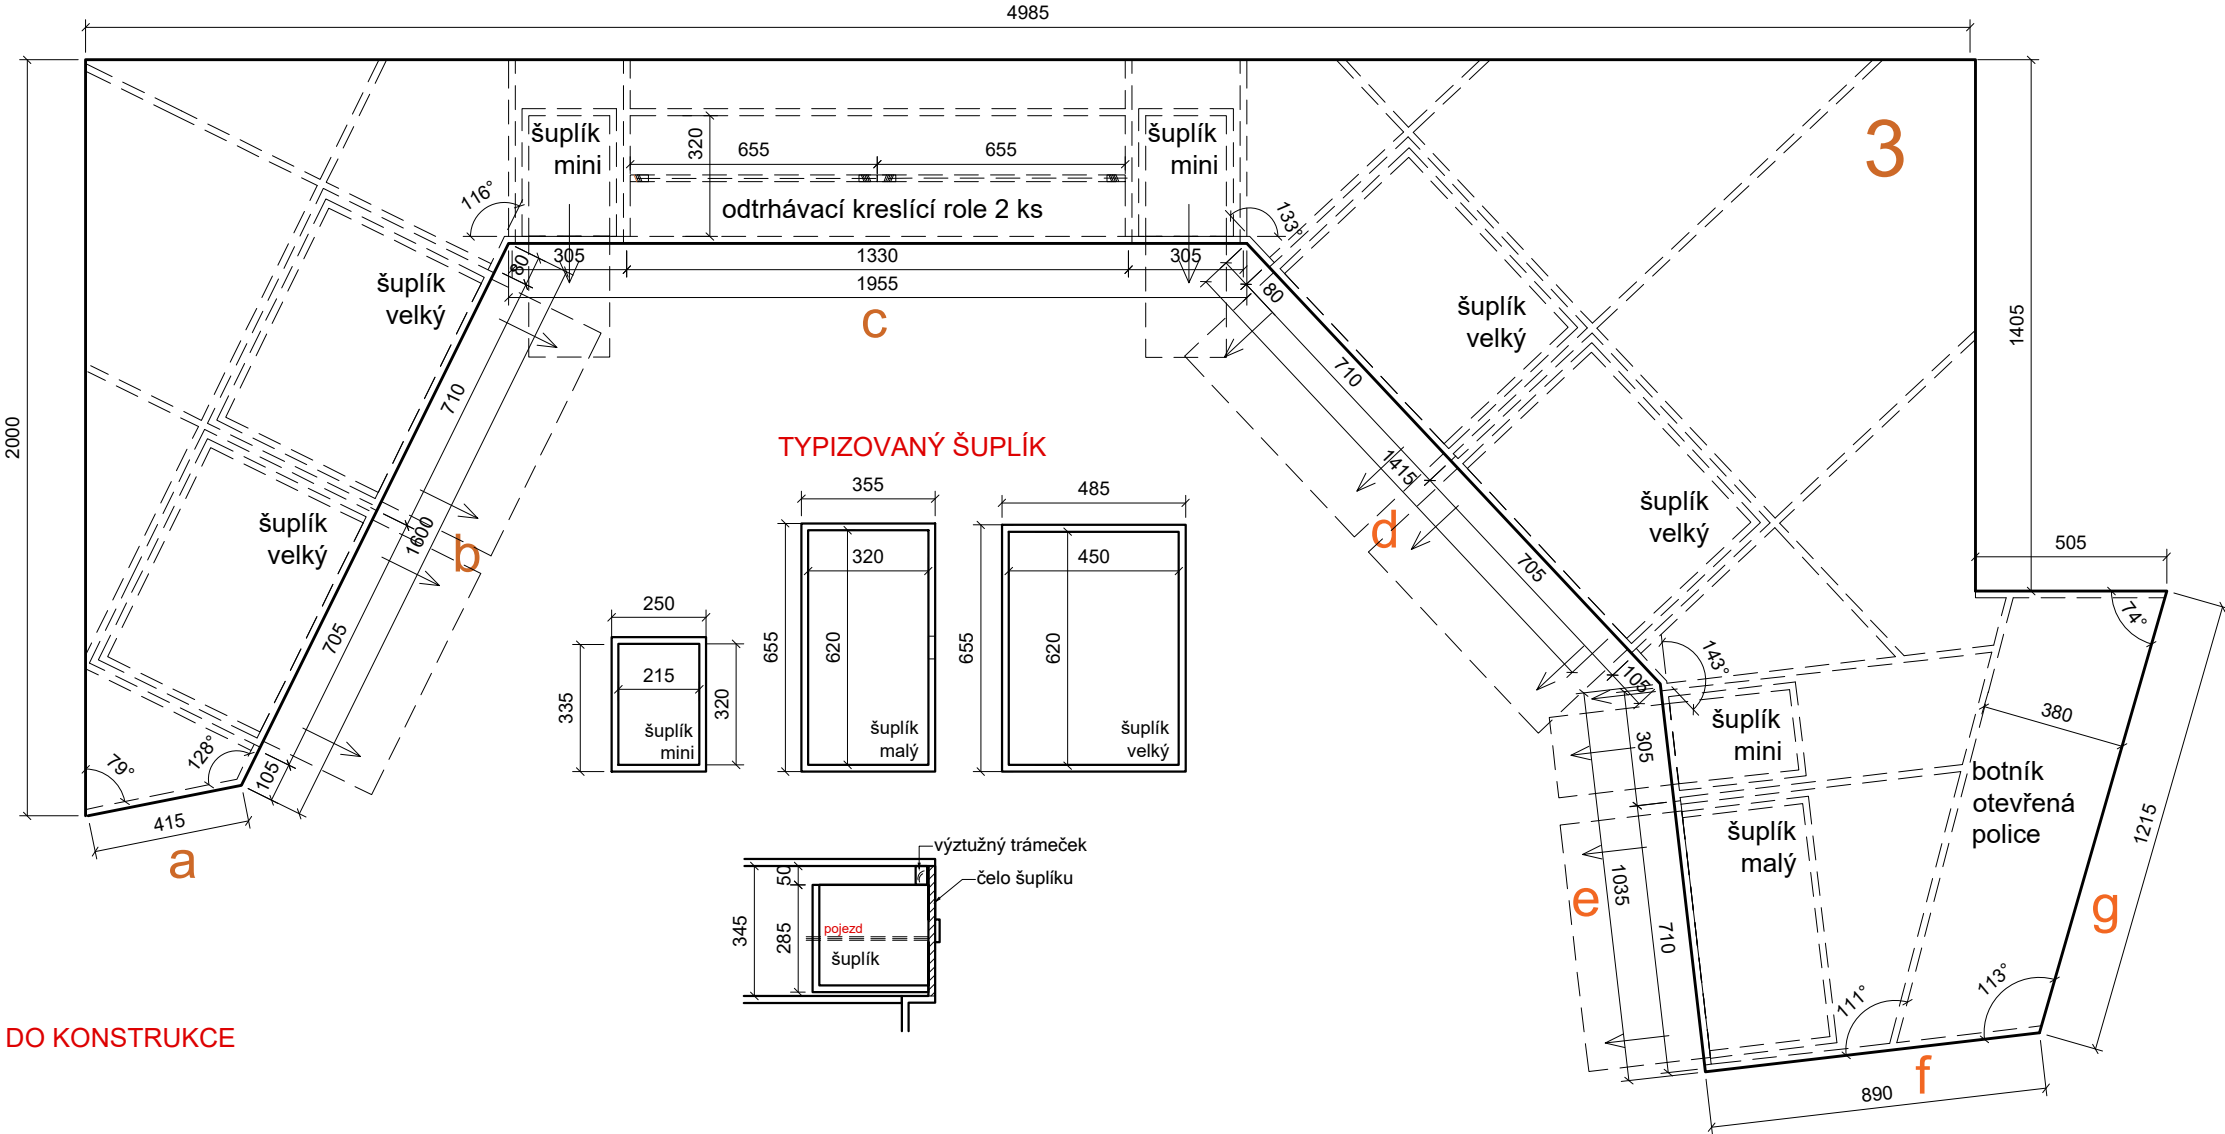 4985
2000
116°
šuplík
mini
320
655
655
odtrhávací kreslící role 2 ks
šuplík
mini
133°
3
305
1330
305
1955
c
80
80
šuplík
velký
710
šuplík
velký
1600
b
705
105
79°
128°
415
a
šuplík
velký
710
1415
d
šuplík
velký
705
105
143°
1405
505
74°
TYPIZOVANÝ ŠUPLÍK
250
335
215
320
šuplík
mini
355
655
320
620
šuplík
malý
485
655
450
620
šuplík
velký
výztužný trámeček
čelo šuplíku
50
345
285
pojezd
šuplík
305
šuplík
mini
380
botník
otevřená
police
šuplík
malý
e
1035
710
111°
113°
1215
g
f
890
DO KONSTRUKCE